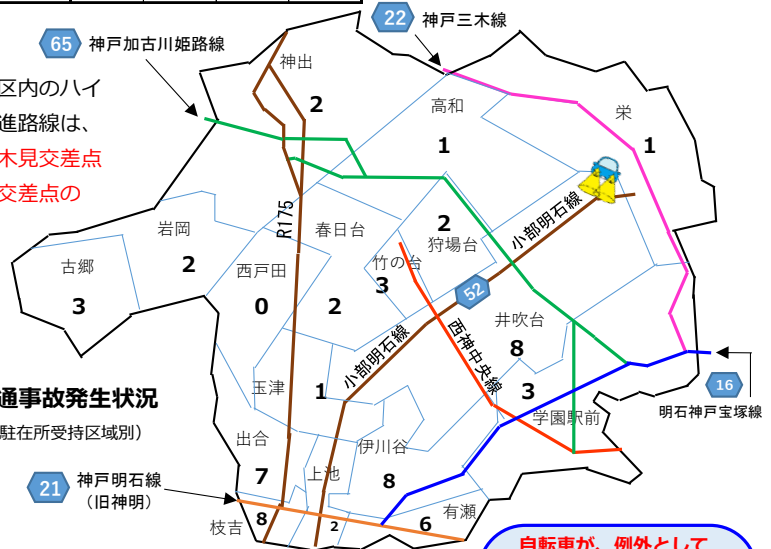 22
神戸三木線
65
神戸加古川姫路線
神出
2
区内のハイ
進路線は、
木見交差点
交差点の
高和
1
栄
1
R175
岩岡
2
春日台
2
2
狩場台
小部明石線
古郷
3
西戸田
0
竹の台
3
52
井吹台
8
小部明石線
西神中央線
通事故発生状況
駐在所受持区域別）
玉津
1
3
学園駅前
16
明石神戸宝塚線
出合
7
上池
伊川谷
8
21
神戸明石線
（旧神明）
枝吉
8
2
6
有瀬
自転車が、例外として